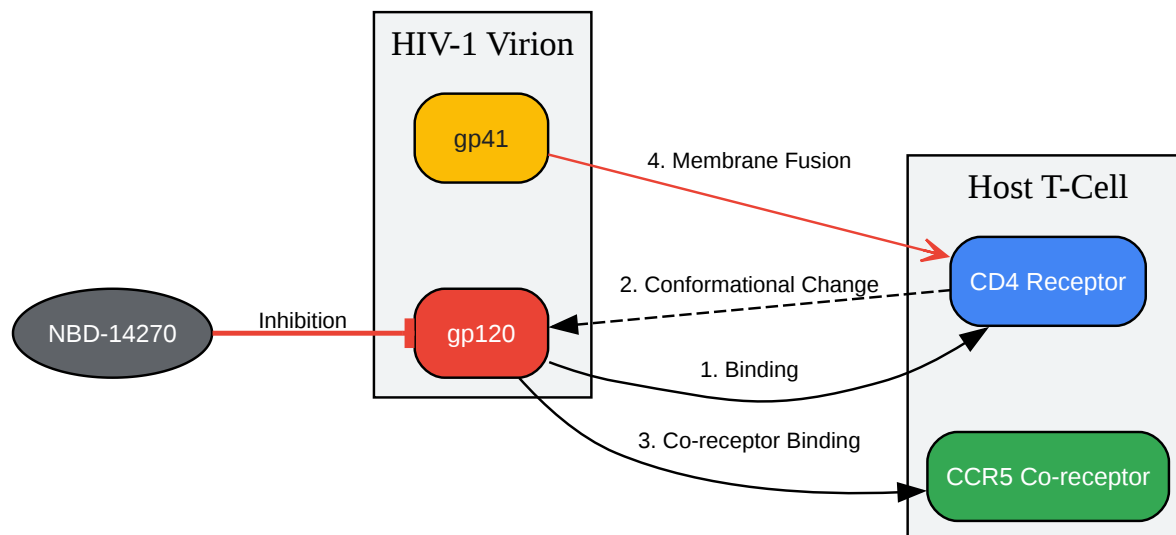 HIV-1 Virion
gp41
4. Membrane Fusion
Host T-Cell
CD4 Receptor
2. Conformational Change
NBD-14270
Inhibition
gp120
1. Binding
3. Co-receptor Binding
CCR5 Co-receptor